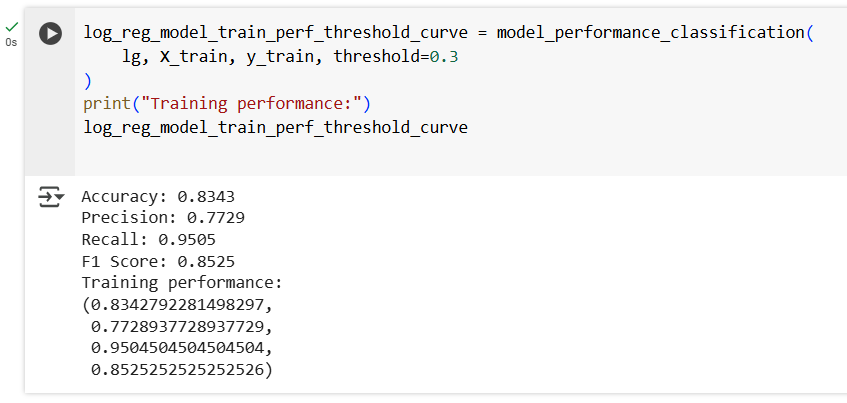 0s
log_reg_model_train_perf_threshold_curve = model_performance_classification(
    lg, X_train, y_train, threshold=0.3
)
print("Training performance:")
log_reg_model_train_perf_threshold_curve
Accuracy: 0.8343
Precision: 0.7729
Recall: 0.9505
F1 Score: 0.8525
Training performance:
(0.8342792281498297,
 0.7728937728937729,
 0.9504504504504504,
 0.8525252525252526)